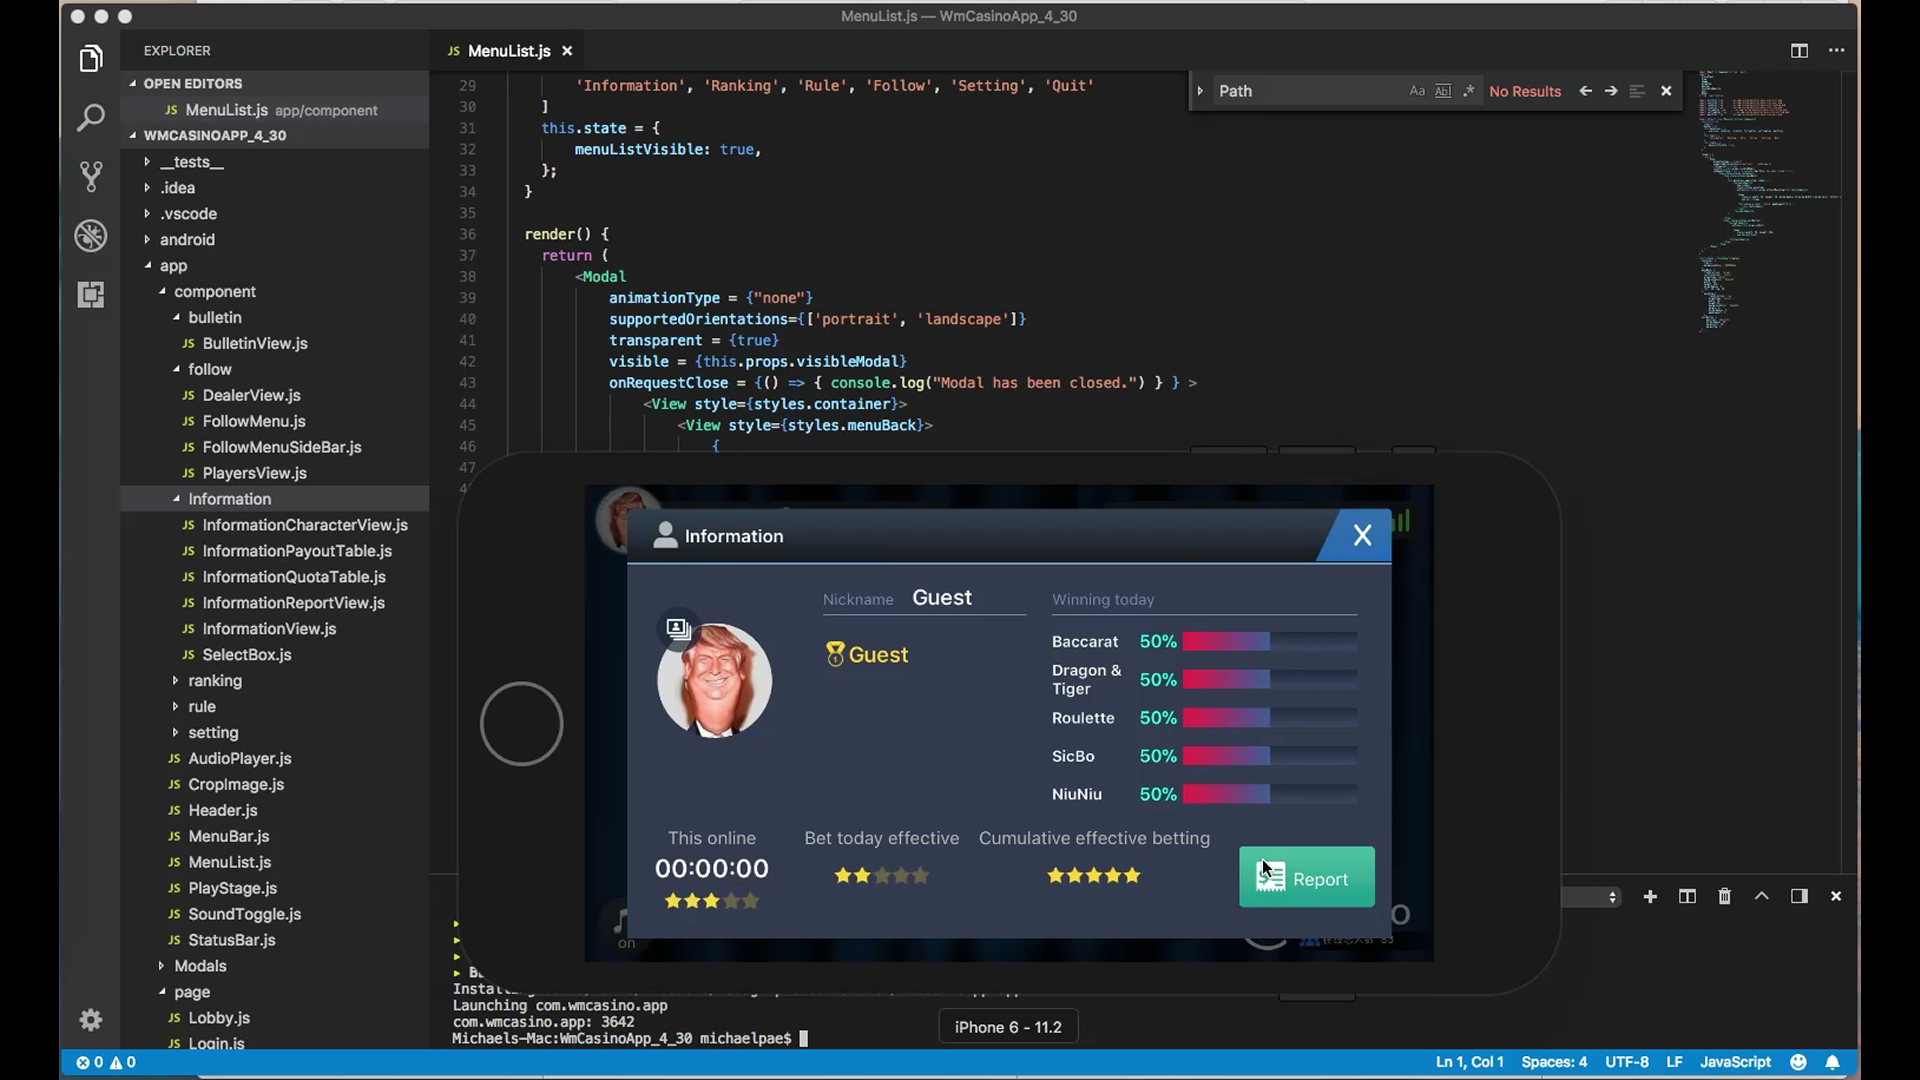 MenuList.js — WmCasinoApp_4_30
EXPLORER
OPEN EDITORS
JS MenuList.js app/component
WMCASINOAPP_4_30
__tests__
.idea
.vscode
android
app
component
bulletin
JS BulletinView.js
follow
JS DealerView.js
JS FollowMenu.js
JS FollowMenuSideBar.js
JS PlayersView.js
Information
JS InformationCharacterView.js
JS InformationPayoutTable.js
JS InformationQuotaTable.js
JS InformationReportView.js
JS InformationView.js
JS SelectBox.js
ranking
rule
setting
JS AudioPlayer.js
JS CropImage.js
JS Header.js
JS MenuBar.js
JS MenuList.js
JS PlayStage.js
JS SoundToggle.js
JS StatusBar.js
Modals
page
JS Lobby.js
JS Login.js
JS MenuList.js
Path Aa Abl .* No Results
29 'Information', 'Ranking', 'Rule', 'Follow', 'Setting', 'Quit'
30 ]
31 this.state = {
32 menuListVisible: true,
33 };
34 }
35
36 render() {
37 return (
38 <Modal
39 animationType = {"none"}
40 supportedOrientations={['portrait', 'landscape']}
41 transparent = {true}
42 visible = {this.props.visibleModal}
43 onRequestClose = {() => { console.log("Modal has been closed.") } } >
44 <View style={styles.container}>
45 <View style={styles.menuBack}>
46 {
47
Information X
Nickname Guest
Guest
Winning today
Baccarat 50%
Dragon & Tiger 50%
Roulette 50%
SicBo 50%
NiuNiu 50%
This online
00:00:00
Bet today effective
Cumulative effective betting
Report
on
Launching com.wmcasino.app
com.wmcasino.app: 3642
Michaels-Mac:WmCasinoApp_4_30 michaelpae$
iPhone 6 - 11.2
0 0
Ln 1, Col 1 Spaces: 4 UTF-8 LF JavaScript